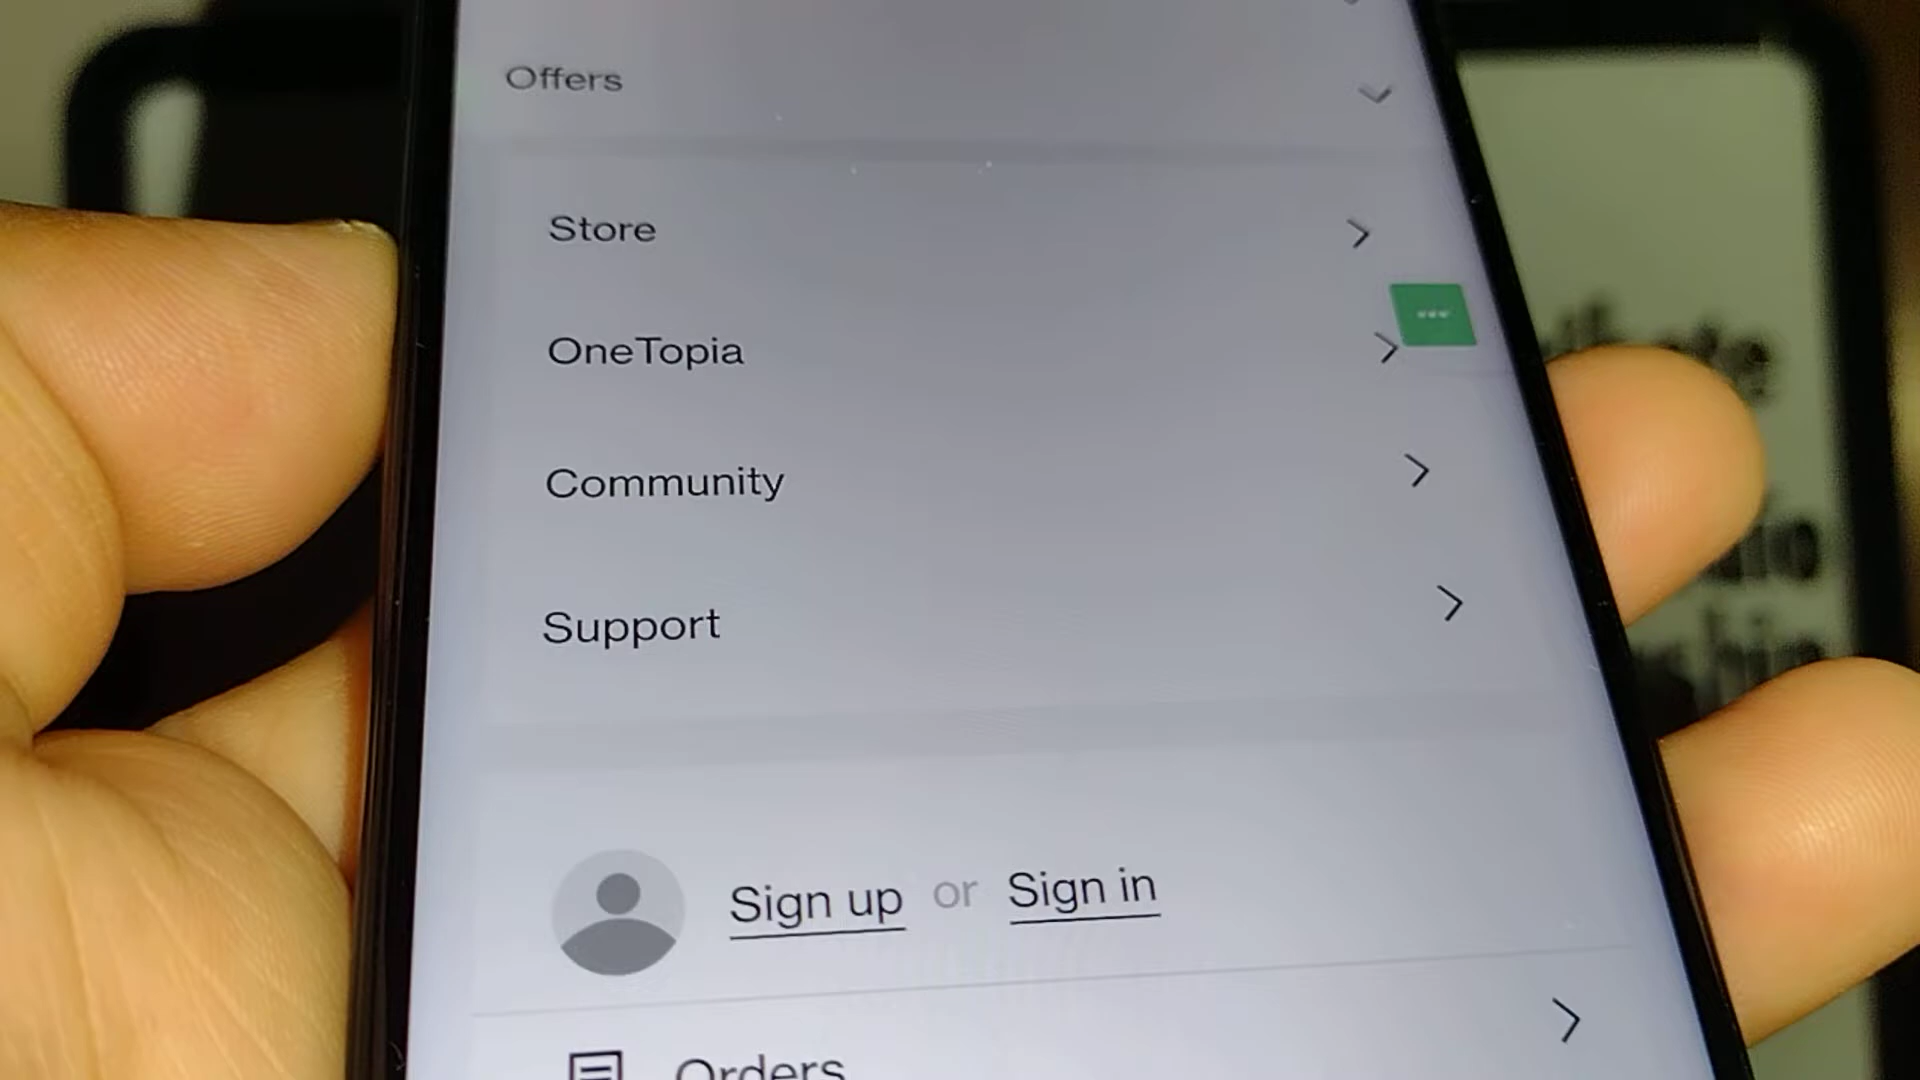 Offers
Store
OneTopia
Community
Support
Sign up or Sign in
Orders